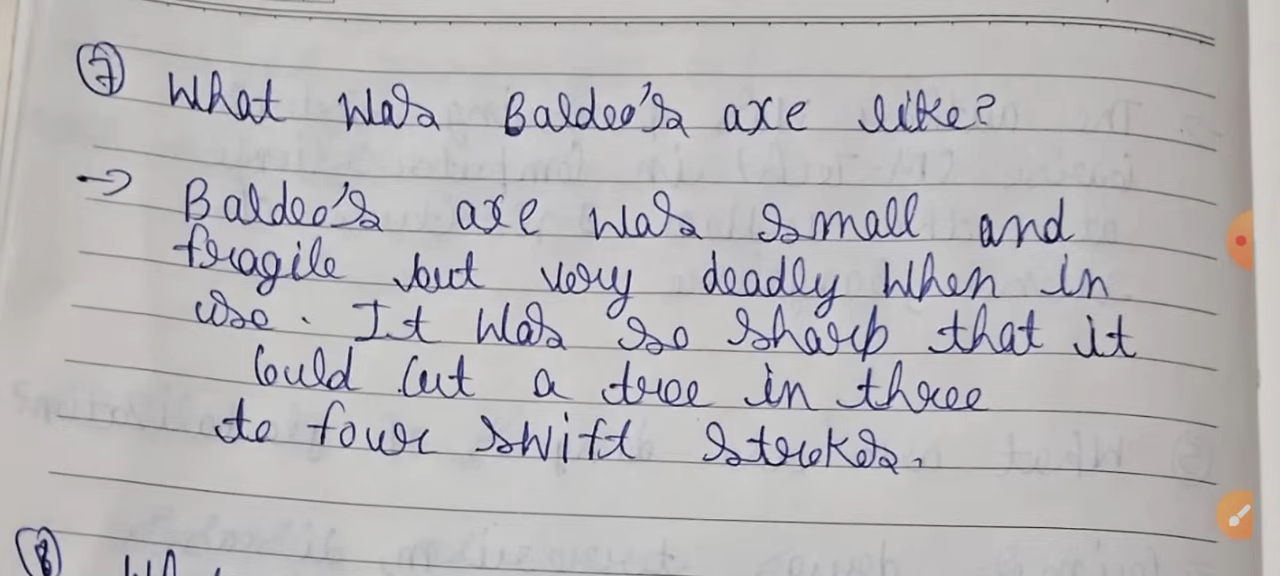 7 What was Baldeo's axe like?
→ Baldeo's axe was small and
fragile but very deadly when in
use. It was so sharp that it
could cut a tree in three
to four swift strokes.
8